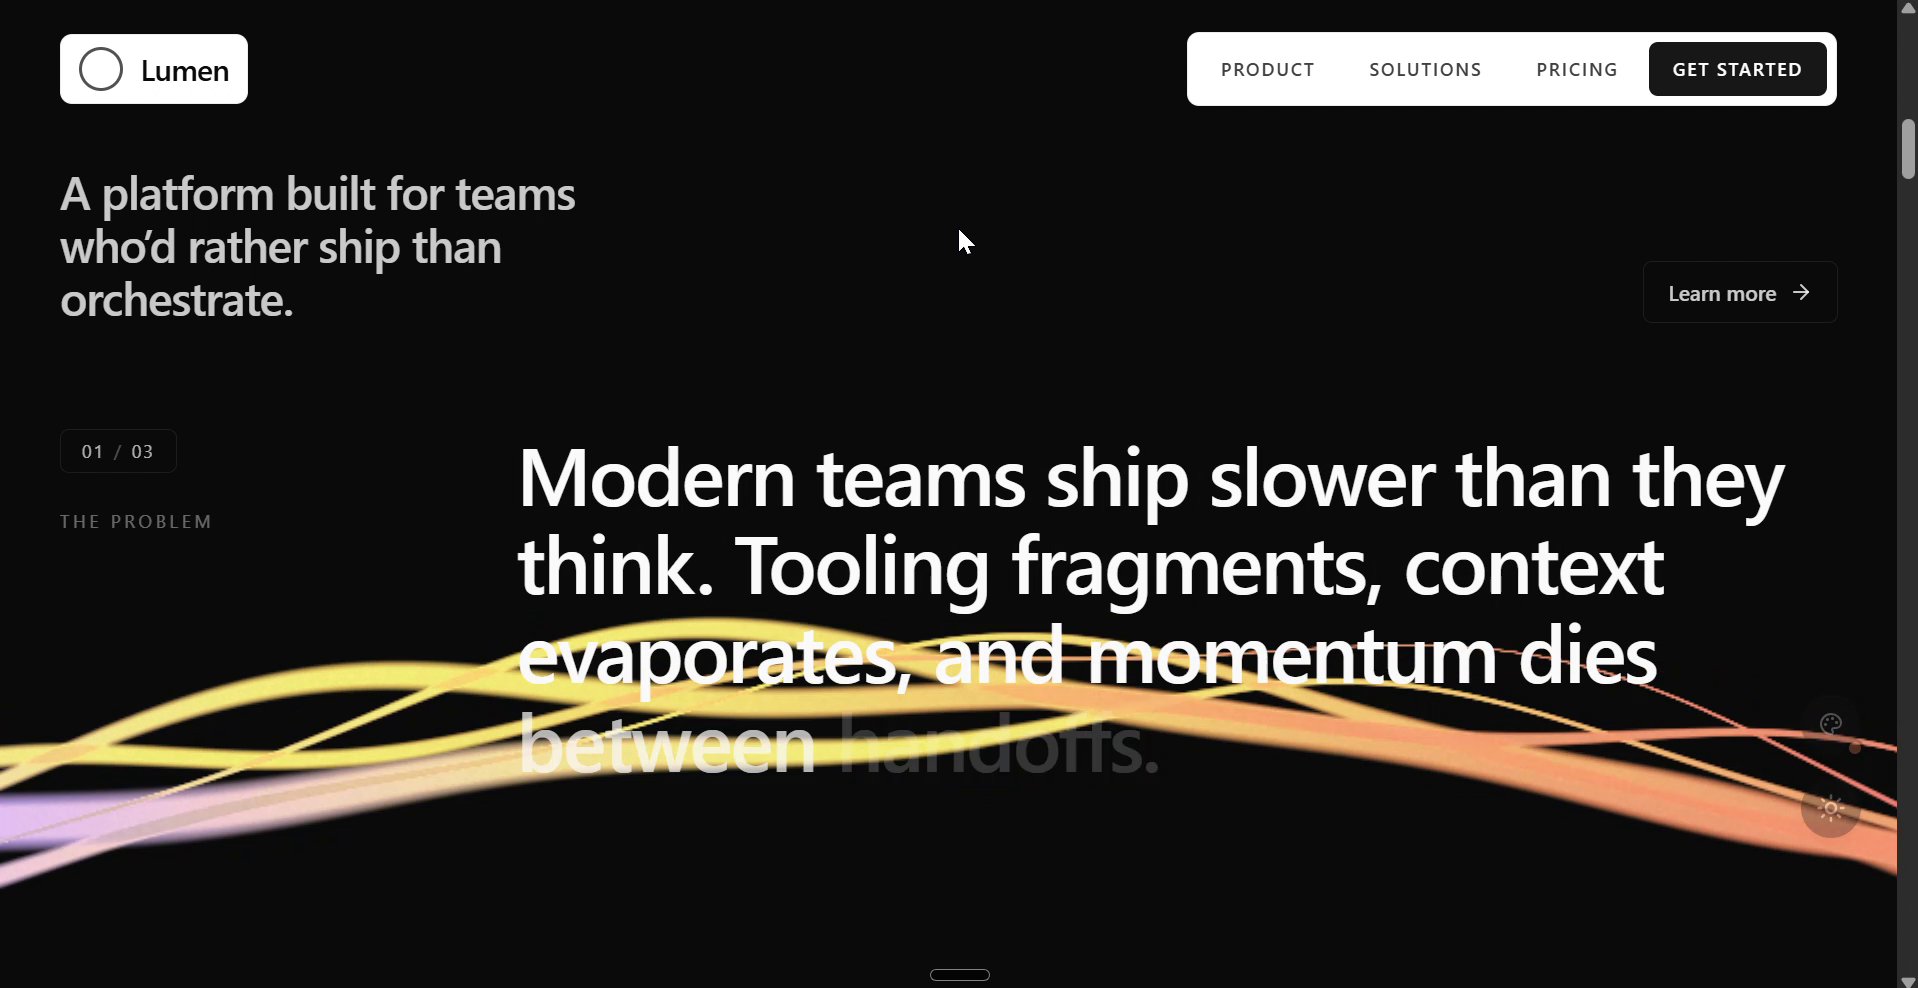 Lumen
PRODUCT
SOLUTIONS
PRICING
GET STARTED
A platform built for teams
who’d rather ship than
orchestrate.
Learn more
01 / 03
THE PROBLEM
Modern teams ship slower than they
think. Tooling fragments, context
evaporates, and momentum dies
between handoffs.